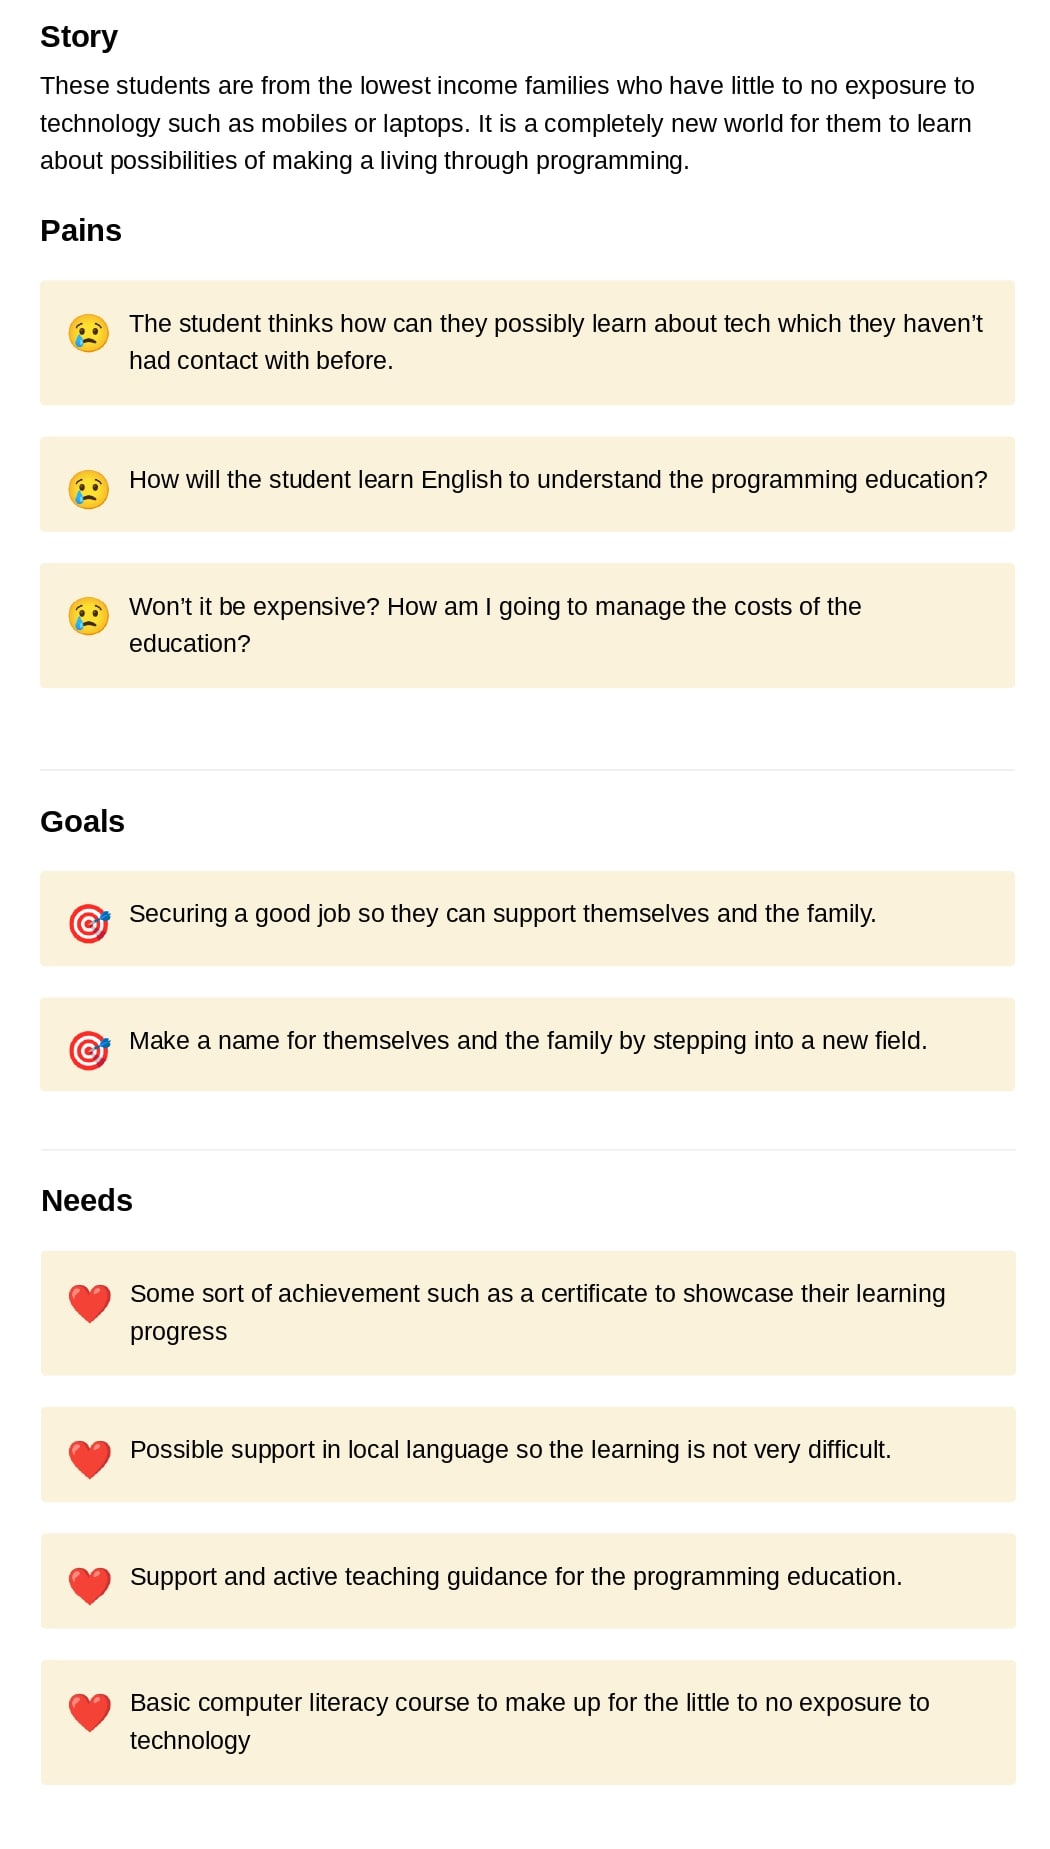 Story
These students are from the lowest income families who have little to no exposure to
technology such as mobiles or laptops. It is a completely new world for them to learn
about possibilities of making a living through programming.
Pains
The student thinks how can they possibly learn about tech which they haven’t
had contact with before.
How will the student learn English to understand the programming education?
Won’t it be expensive? How am I going to manage the costs of the
education?
Goals
Securing a good job so they can support themselves and the family.
Make a name for themselves and the family by stepping into a new field.
Needs
Some sort of achievement such as a certificate to showcase their learning
progress
Possible support in local language so the learning is not very difficult.
Support and active teaching guidance for the programming education.
Basic computer literacy course to make up for the little to no exposure to
technology